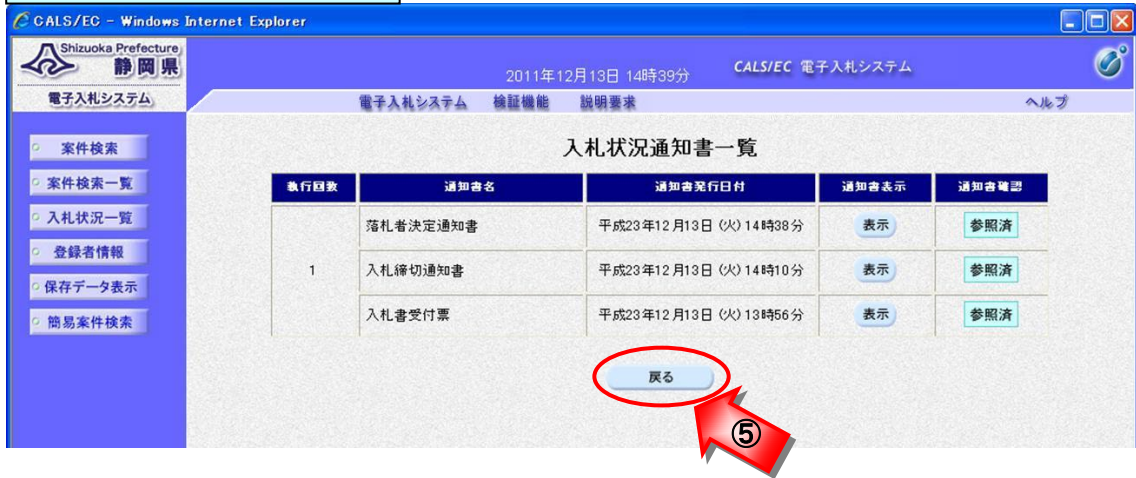 CALS/EC - Windows Internet Explorer
Shizuoka Prefecture
静岡県
2011年12月13日 14時39分
CALS/EC 電子入札システム
電子入札システム
電子入札システム 検証機能 説明要求 ヘルプ
入札状況通知書一覧
案件検索
案件検索一覧
入札状況一覧
登録者情報
保存データ表示
簡易案件検索
執行回数 通知書名 通知書発行日付 通知書表示 通知書確認
落札者決定通知書 平成23年12月13日 (火) 14時38分 表示 参照済
1 入札締切通知書 平成23年12月13日 (火) 14時10分 表示 参照済
入札書受付票 平成23年12月13日 (火) 13時56分 表示 参照済
戻る
⑤